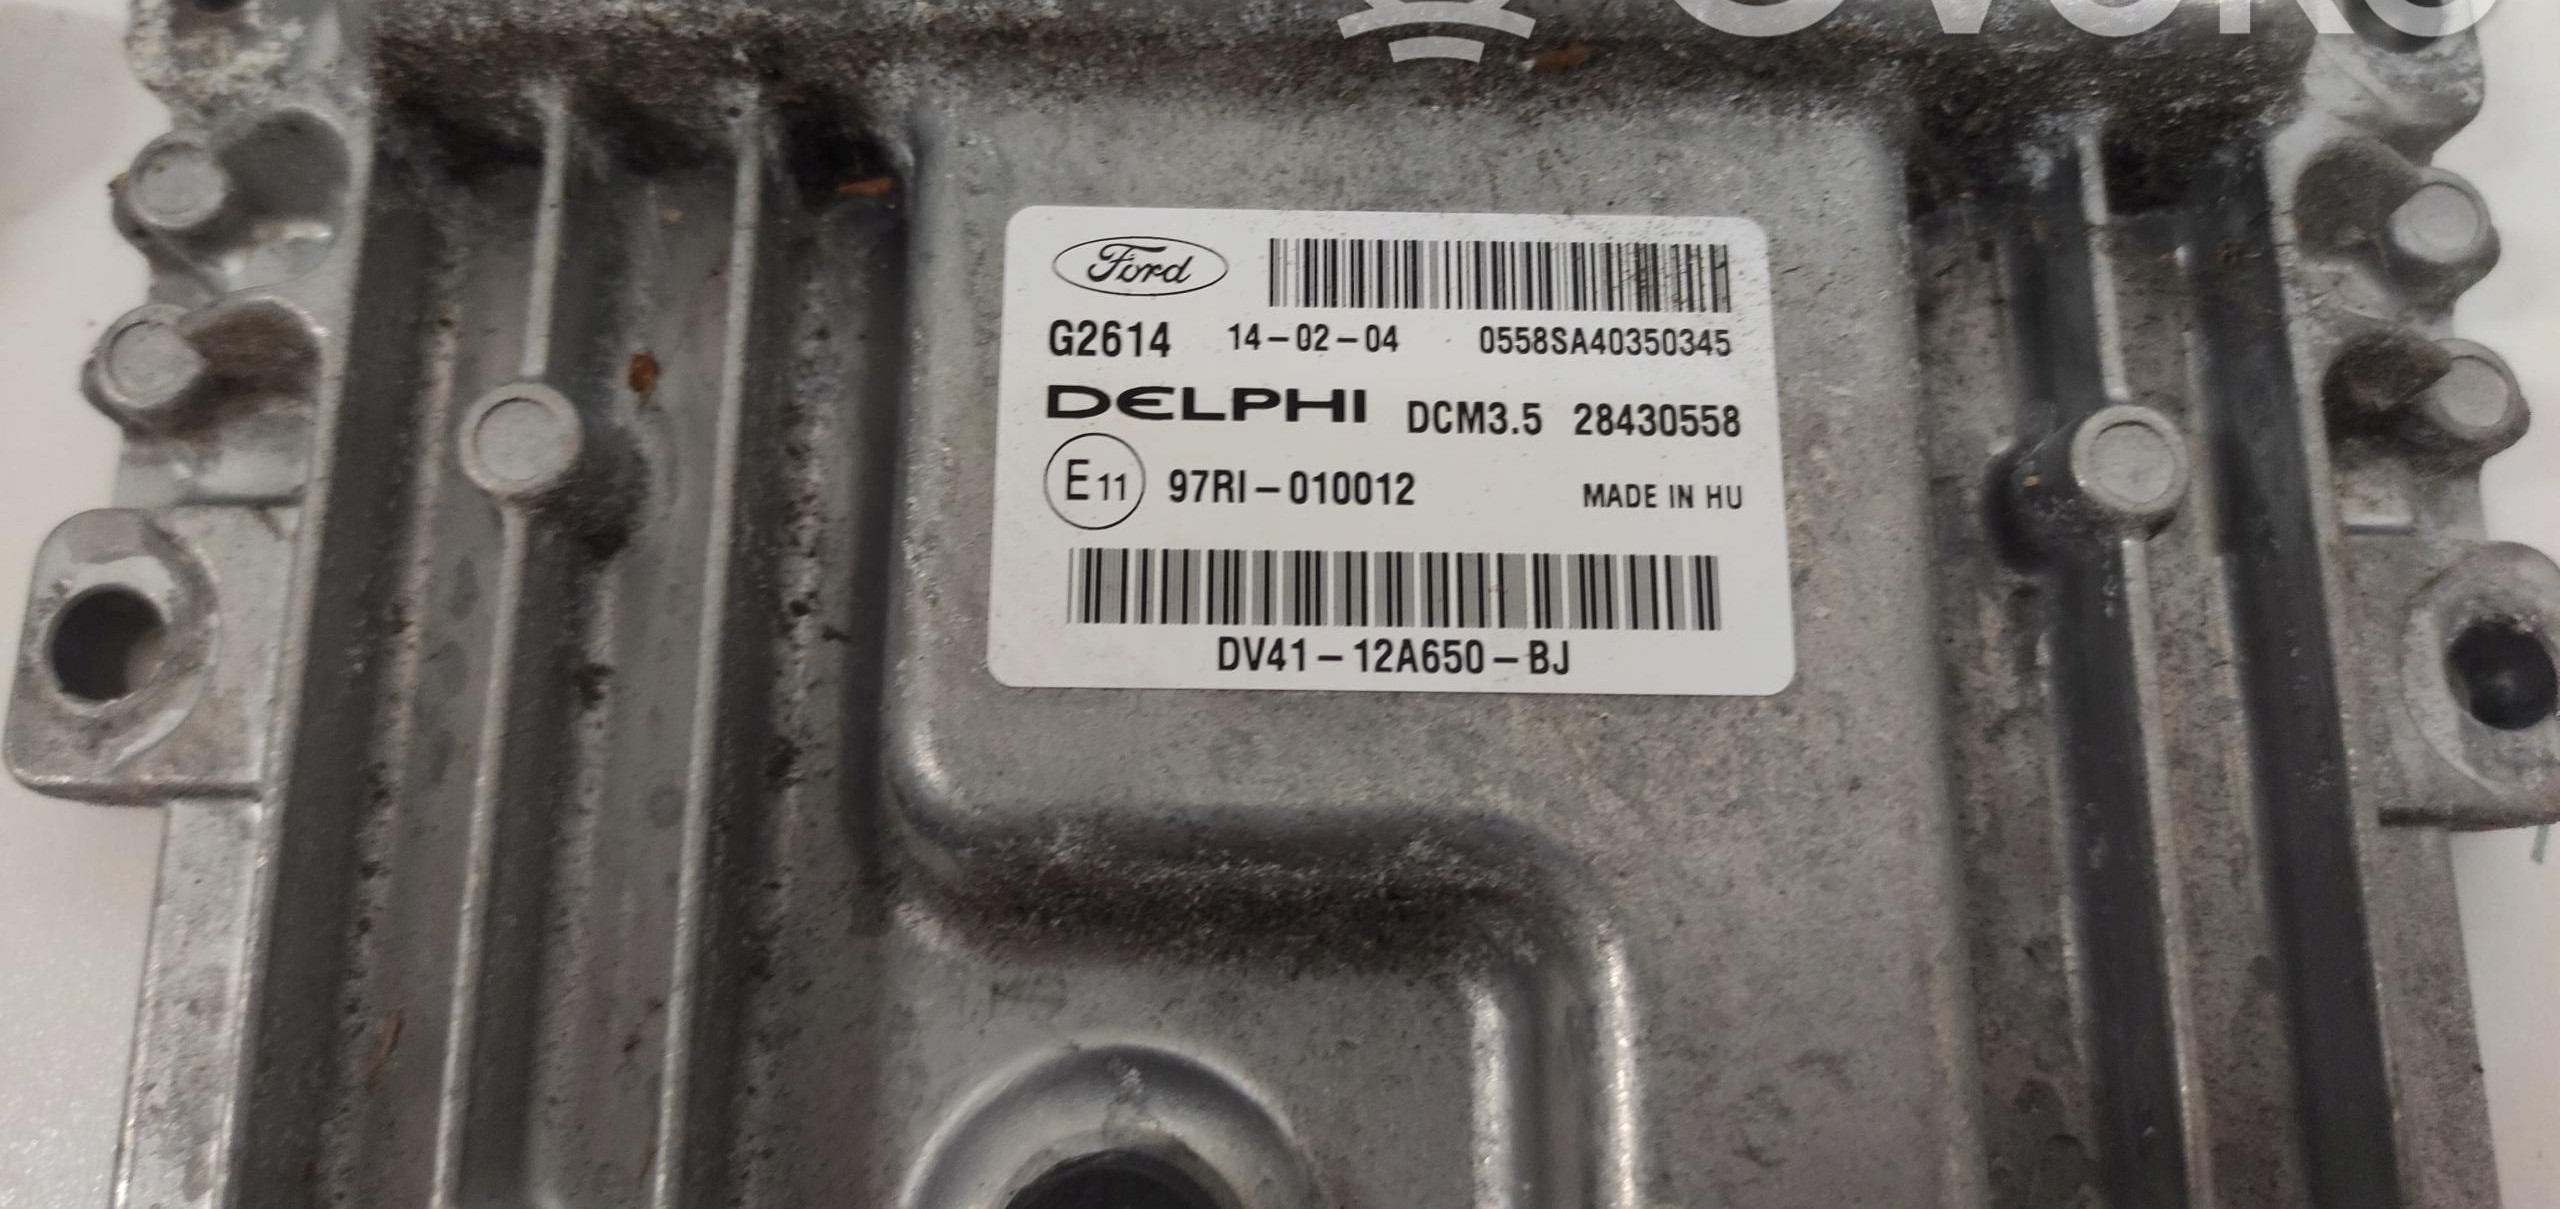 Ford
G2614 14-02-04 0558SA40350345
DELPHI DCM3.5 28430558
E11 97RI-010012 MADE IN HU
DV41-12A650-BJ